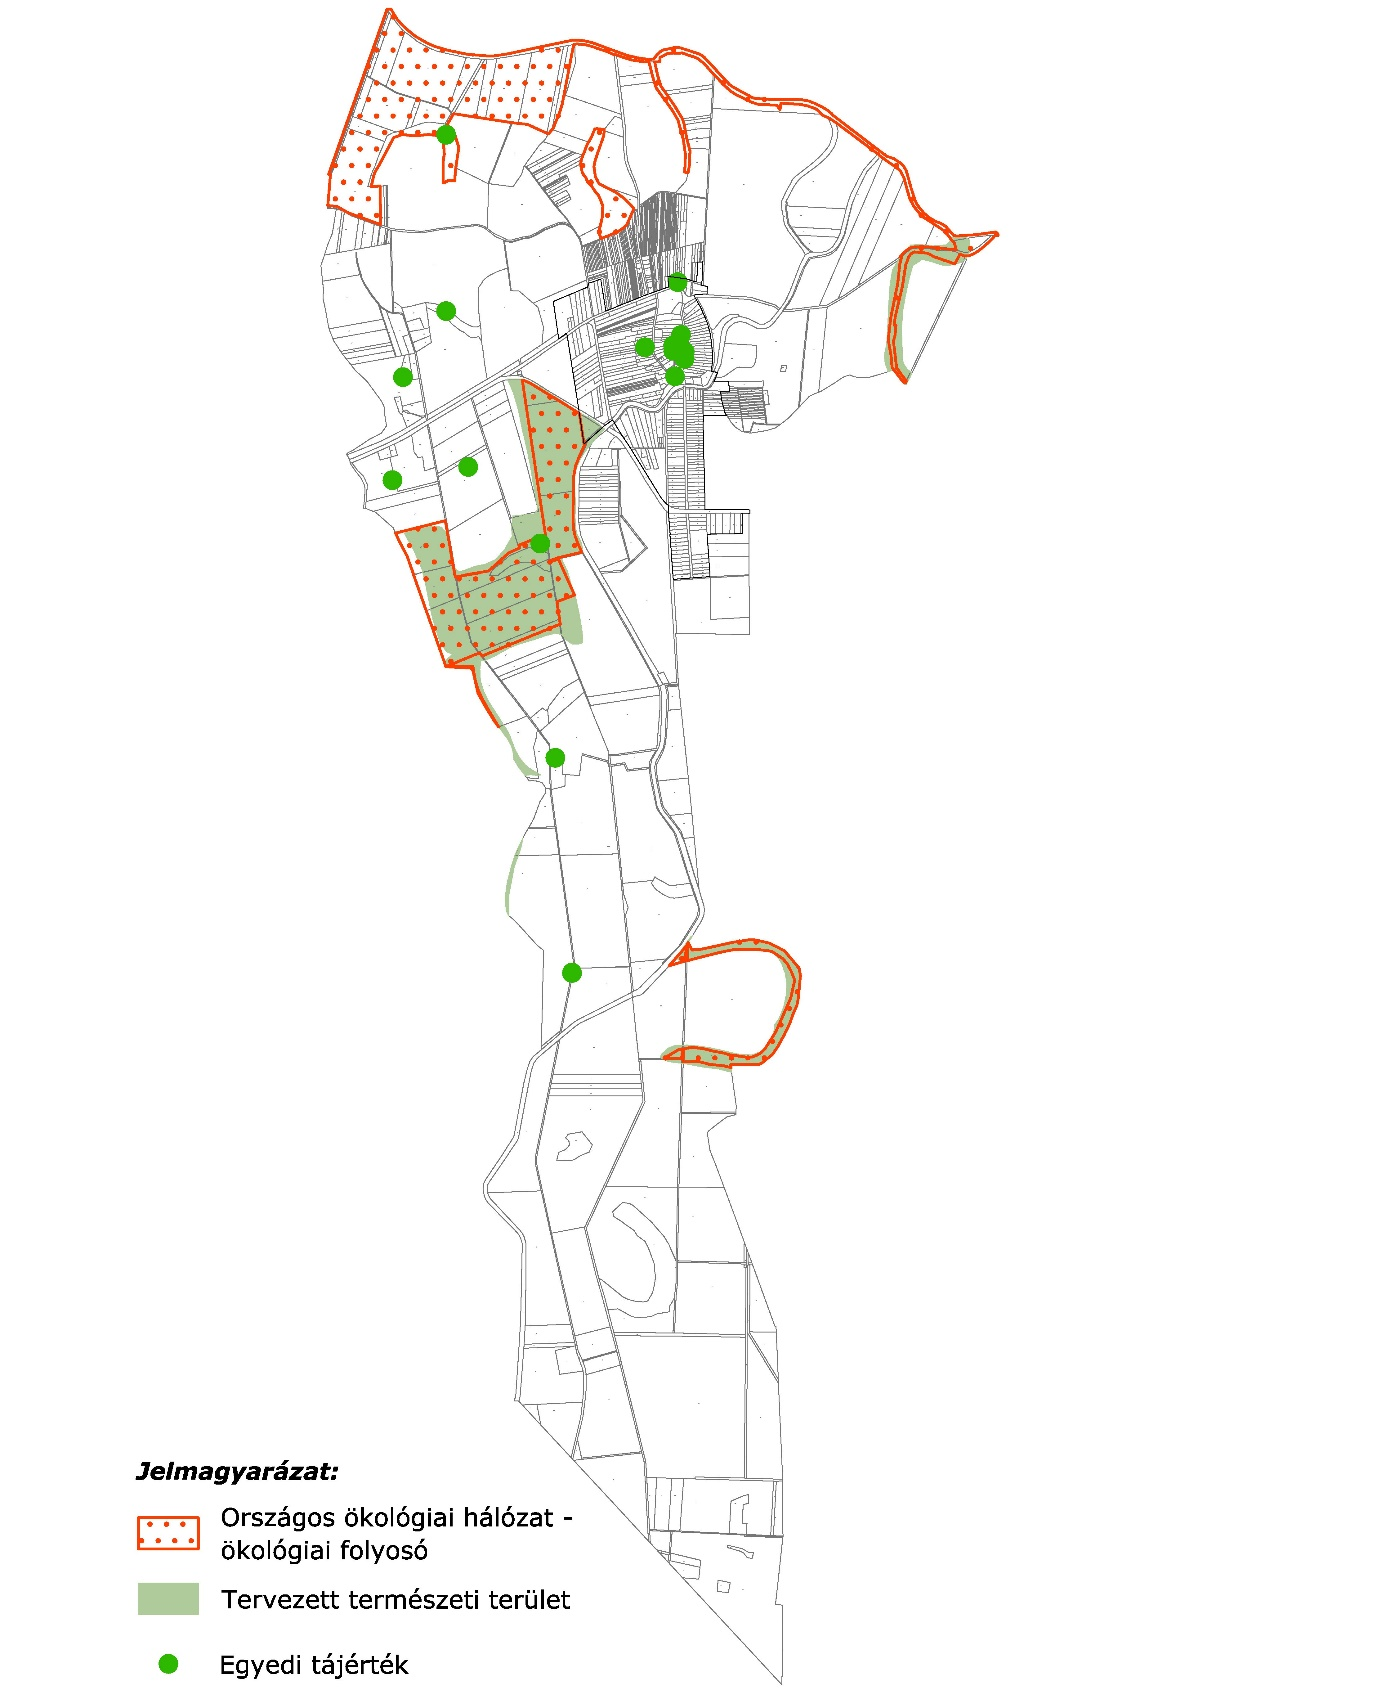 Jelmagyarázat:
Országos ökológiai hálózat -
ökológiai folyosó
Tervezett természeti terület
Egyedi tájérték